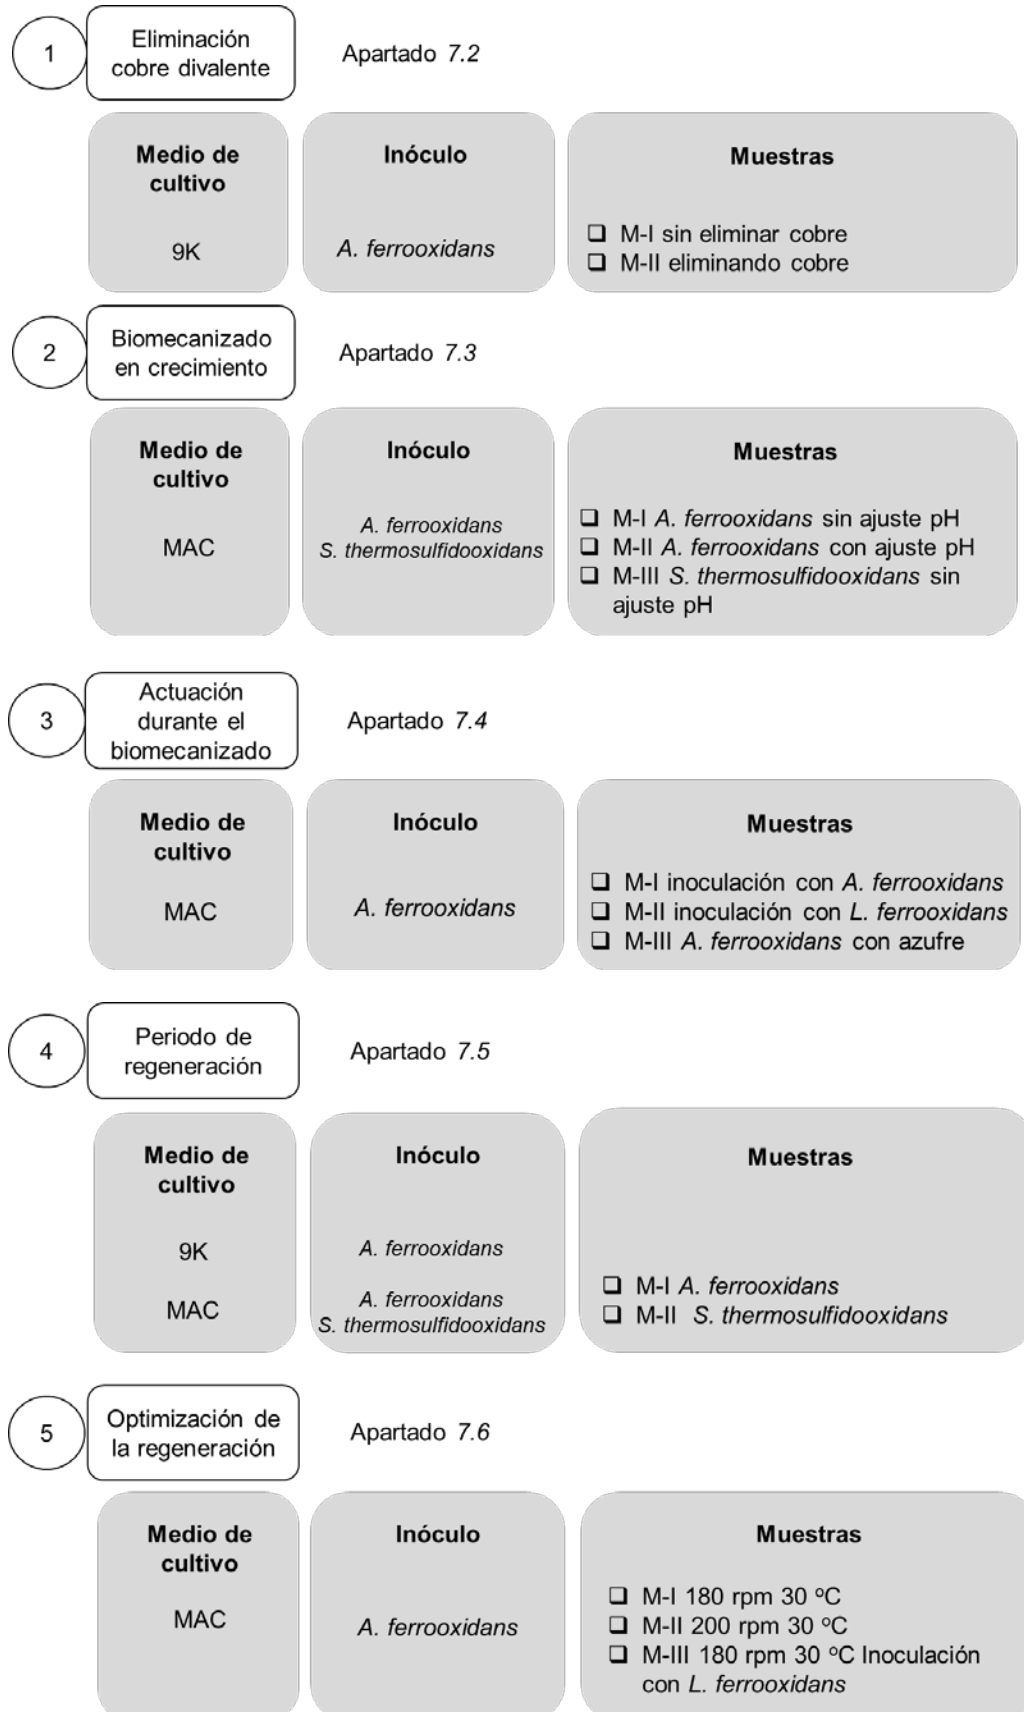 1
Eliminación
cobre divalente
Apartado 7.2
Medio de
cultivo
9K
Inóculo
A. ferrooxidans
Muestras
❑ M-I sin eliminar cobre
❑ M-II eliminando cobre
2
Biomecanizado
en crecimiento
Apartado 7.3
Medio de
cultivo
MAC
Inóculo
A. ferrooxidans
S. thermosulfidooxidans
Muestras
❑ M-I A. ferrooxidans sin ajuste pH
❑ M-II A. ferrooxidans con ajuste pH
❑ M-III S. thermosulfidooxidans sin
ajuste pH
3
Actuación
durante el
biomecanizado
Apartado 7.4
Medio de
cultivo
MAC
Inóculo
A. ferrooxidans
Muestras
❑ M-I inoculación con A. ferrooxidans
❑ M-II inoculación con L. ferrooxidans
❑ M-III A. ferrooxidans con azufre
4
Periodo de
regeneración
Apartado 7.5
Medio de
cultivo
9K
MAC
Inóculo
A. ferrooxidans
A. ferrooxidans
S. thermosulfidooxidans
Muestras
❑ M-I A. ferrooxidans
❑ M-II S. thermosulfidooxidans
5
Optimización de
la regeneración
Apartado 7.6
Medio de
cultivo
MAC
Inóculo
A. ferrooxidans
Muestras
❑ M-I 180 rpm 30 ºC
❑ M-II 200 rpm 30 ºC
❑ M-III 180 rpm 30 ºC Inoculación
con L. ferrooxidans